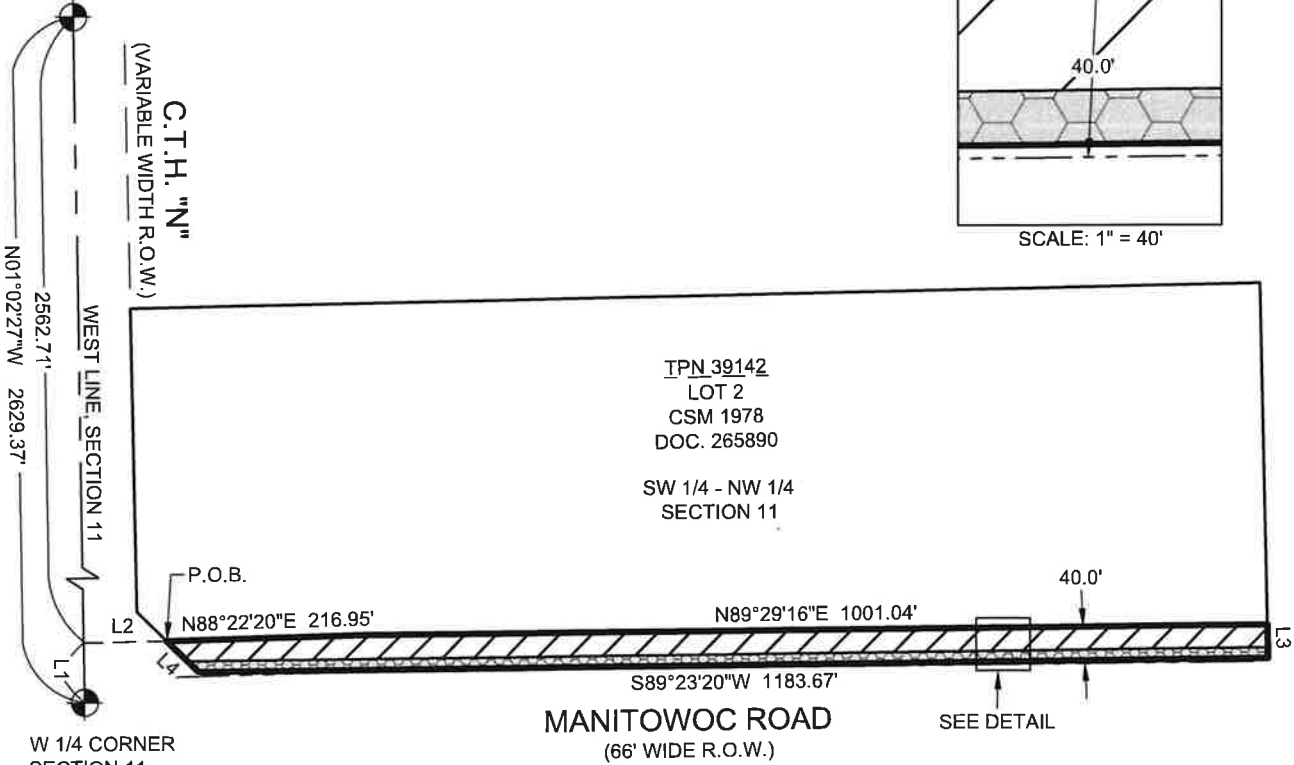 40.0'
SCALE: 1" = 40'
C.T.H. "N"
(VARIABLE WIDTH R.O.W.)
N01°02'27"W 2629.37'
2562.71'
WEST LINE, SECTION 11
TPN 39142
LOT 2
CSM 1978
DOC. 265890
SW 1/4 - NW 1/4
SECTION 11
P.O.B.
40.0'
L2
N88°22'20"E 216.95'
N89°29'16"E 1001.04'
L3
L4
L1
S89°23'20"W 1183.67'
MANITOWOC ROAD
(66' WIDE R.O.W.)
SEE DETAIL
W 1/4 CORNER
SECTION 11